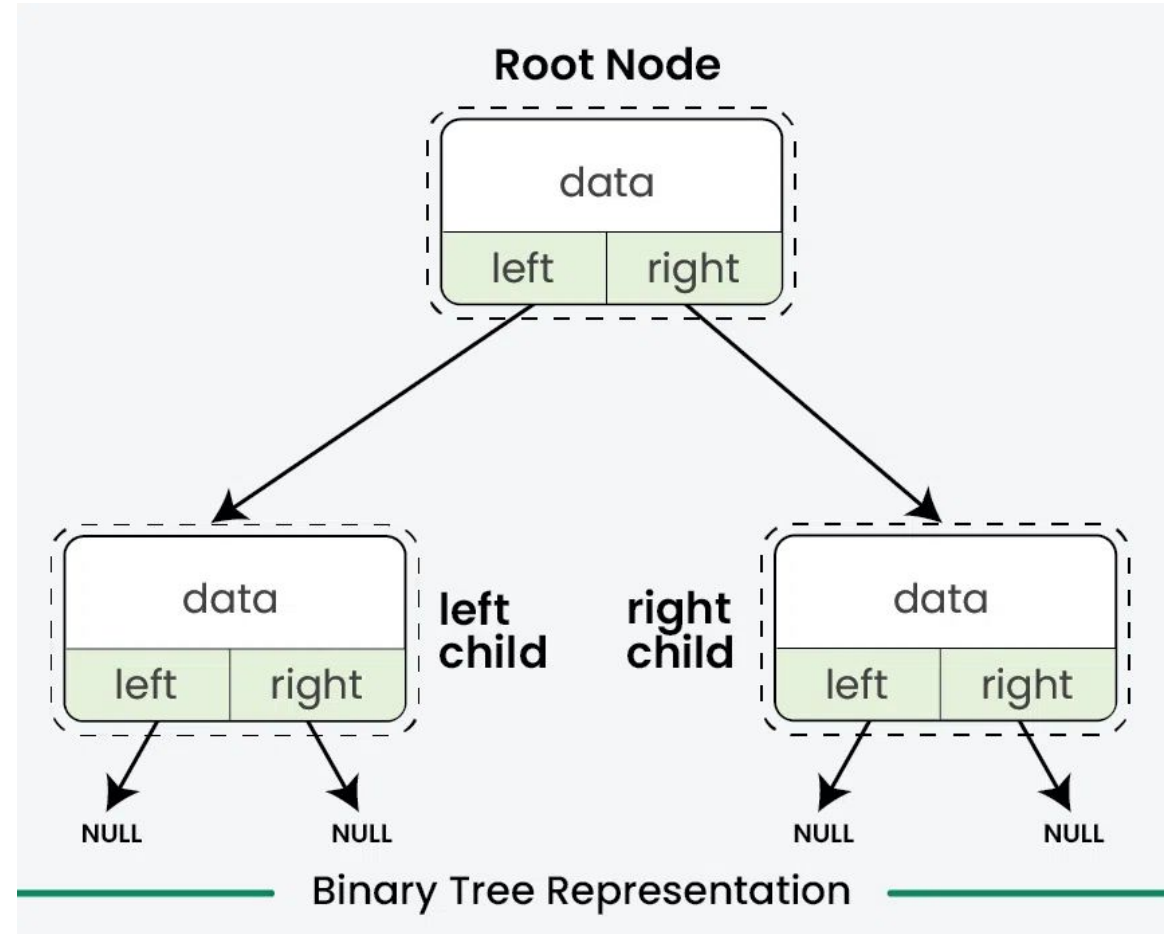 Root Node
data
left right
data
left right
left
child
right
child
data
left right
NULL NULL NULL NULL
Binary Tree Representation